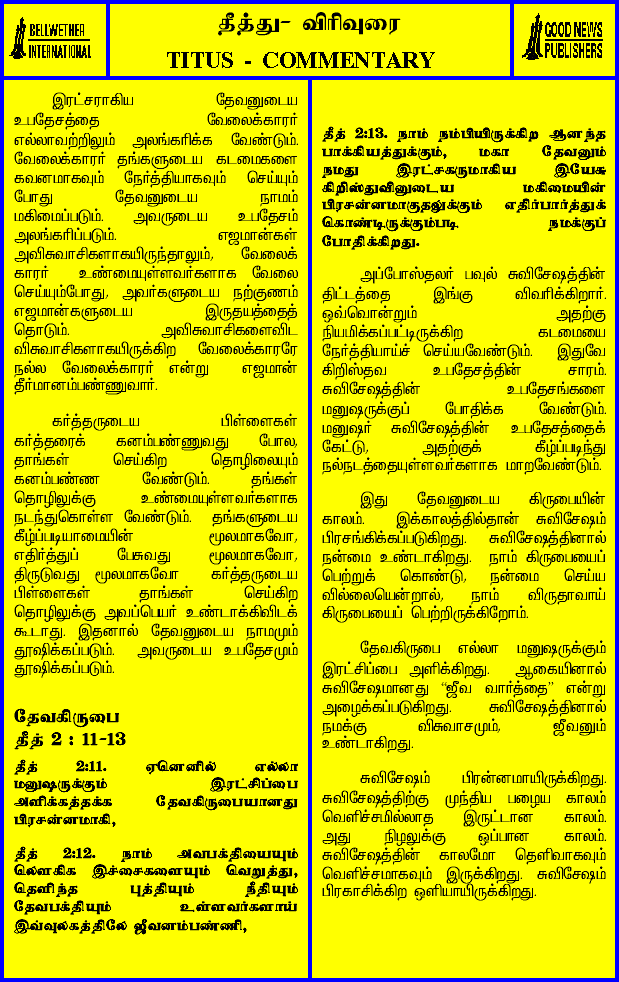 BELLWETHER
INTERNATIONAL
தீத்து- விரிவுரை
TITUS - COMMENTARY
GOOD NEWS
PUBLISHERS
இரட்சராகிய தேவனுடைய
உபதேசத்தை வேலைக்காரர்
எல்லாவற்றிலும் அலங்கரிக்க வேண்டும்.
வேலைக்காரர் தங்களுடைய கடமைகளை
கவனமாகவும் நேர்த்தியாகவும் செய்யும்
போது தேவனுடைய நாமம்
மகிமைப்படும். அவருடைய உபதேசம்
அலங்கரிப்படும். எஜமான்கள்
அவிசுவாசிகளாகயிருந்தாலும், வேலைக்
காரர் உண்மையுள்ளவர்களாக வேலை
செய்யும்போது, அவர்களுடைய நற்குணம்
எஜமான்களுடைய இருதயத்தைத்
தொடும். அவிசுவாசிகளைவிட
விசுவாசிகளாகயிருக்கிற வேலைக்காரரே
நல்ல வேலைக்காரர் என்று எஜமான்
தீர்மானம்பண்ணுவார்.
கர்த்தருடைய பிள்ளைகள்
கர்த்தரைக் கனம்பண்ணுவது போல,
தாங்கள் செய்கிற தொழிலையும்
கனம்பண்ண வேண்டும். தங்கள்
தொழிலுக்கு உண்மையுள்ளவர்களாக
நடந்துகொள்ள வேண்டும். தங்களுடைய
கீழ்ப்படியாமையின் மூலமாகவோ,
எதிர்த்துப் பேசுவது மூலமாகவோ,
திருடுவது மூலமாகவோ கர்த்தருடைய
பிள்ளைகள் தாங்கள் செய்கிற
தொழிலுக்கு அவப்பெயர் உண்டாக்கிவிடக்
கூடாது. இதனால் தேவனுடைய நாமமும்
தூஷிக்கப்படும். அவருடைய உபதேசமும்
தூஷிக்கப்படும்.
தேவகிருபை
தீத் 2 : 11-13
தீத் 2:11. ஏனெனில் எல்லா
மனுஷருக்கும் இரட்சிப்பை
அளிக்கத்தக்க தேவகிருபையானது
பிரசன்னமாகி,
தீத் 2:12. நாம் அவபக்தியையும்
லௌகிக இச்சைகளையும் வெறுத்து,
தெளிந்த புத்தியும் நீதியும்
தேவபக்தியும் உள்ளவர்களாய்
இவ்வுலகத்திலே ஜீவனம்பண்ணி,
தீத் 2:13. நாம் நம்பியிருக்கிற ஆனந்த
பாக்கியத்துக்கும், மகா தேவனும்
நமது இரட்சகருமாகிய இயேசு
கிறிஸ்துவினுடைய மகிமையின்
பிரசன்னமாகுதலுக்கும் எதிர்பார்த்துக்
கொண்டிருக்கும்படி நமக்குப்
போதிக்கிறது.
அப்போஸ்தலர் பவுல் சுவிசேஷத்தின்
திட்டத்தை இங்கு விவரிக்கிறார்.
ஒவ்வொன்றும் அதற்கு
நியமிக்கப்பட்டிருக்கிற கடமையை
நேர்த்தியாய்ச் செய்யவேண்டும். இதுவே
கிறிஸ்தவ உபதேசத்தின் சாரம்.
சுவிசேஷத்தின் உபதேசங்களை
மனுஷருக்குப் போதிக்க வேண்டும்.
மனுஷர் சுவிசேஷத்தின் உபதேசத்தைக்
கேட்டு, அதற்குக் கீழ்ப்படிந்து
நல்நடத்தையுள்ளவர்களாக மாறவேண்டும்.
இது தேவனுடைய கிருபையின்
காலம். இக்காலத்தில்தான் சுவிசேஷம்
பிரசங்கிக்கப்படுகிறது. சுவிசேஷத்தினால்
நன்மை உண்டாகிறது. நாம் கிருபையைப்
பெற்றுக் கொண்டு, நன்மை செய்ய
வில்லையென்றால், நாம் விருதாவாய்
கிருபையைப் பெற்றிருக்கிறோம்.
தேவகிருபை எல்லா மனுஷருக்கும்
இரட்சிப்பை அளிக்கிறது. ஆகையினால்
சுவிசேஷமானது “ஜீவ வார்த்தை” என்று
அழைக்கப்படுகிறது. சுவிசேஷத்தினால்
நமக்கு விசுவாசமும், ஜீவனும்
உண்டாகிறது.
சுவிசேஷம் பிரன்னமாயிருக்கிறது.
சுவிசேஷத்திற்கு முந்திய பழைய காலம்
வெளிச்சமில்லாத இருட்டான காலம்.
அது நிழலுக்கு ஒப்பான காலம்.
சுவிசேஷத்தின் காலமோ தெளிவாகவும்
வெளிச்சமாகவும் இருக்கிறது. சுவிசேஷம்
பிரகாசிக்கிற ஒளியாயிருக்கிறது.